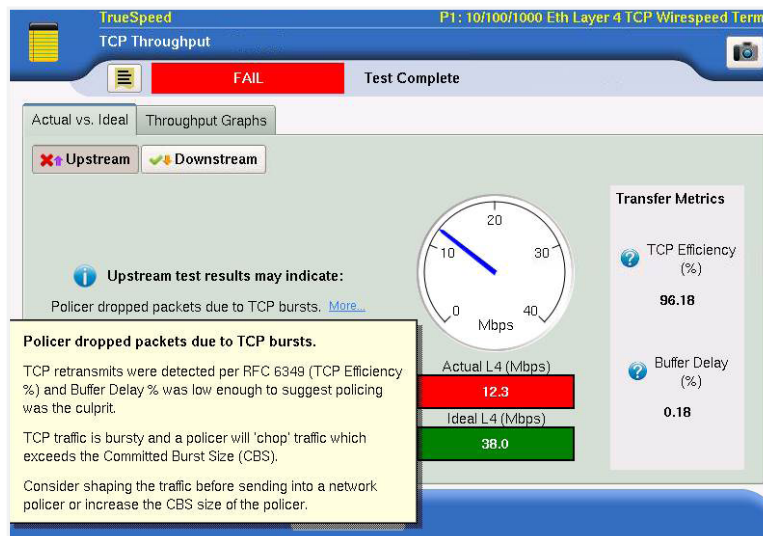 TrueSpeed
P1: 10/100/1000 Eth Layer 4 TCP Wirespeed Term
TCP Throughput
FAIL
Test Complete
Actual vs. Ideal
Throughput Graphs
Upstream
Downstream
Upstream test results may indicate:
Policer dropped packets due to TCP bursts. More...
Policer dropped packets due to TCP bursts.
TCP retransmits were detected per RFC 6349 (TCP Efficiency
%) and Buffer Delay % was low enough to suggest policing
was the culprit.
TCP traffic is bursty and a policer will 'chop' traffic which
exceeds the Committed Burst Size (CBS).
Consider shaping the traffic before sending into a network
policer or increase the CBS size of the policer.
0
10
20
30
40
Mbps
Actual L4 (Mbps)
12.3
Ideal L4 (Mbps)
38.0
Transfer Metrics
TCP Efficiency
(%)
96.18
Buffer Delay
(%)
0.18